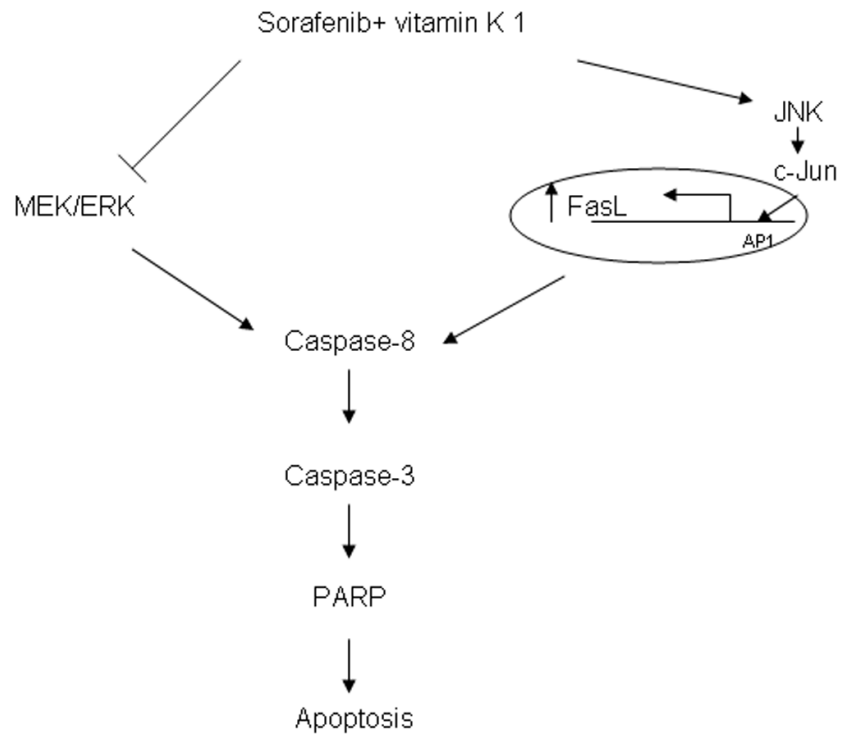 Sorafenib+ vitamin K 1
JNK
c-Jun
MEK/ERK
FasL
AP1
Caspase-8
Caspase-3
PARP
Apoptosis